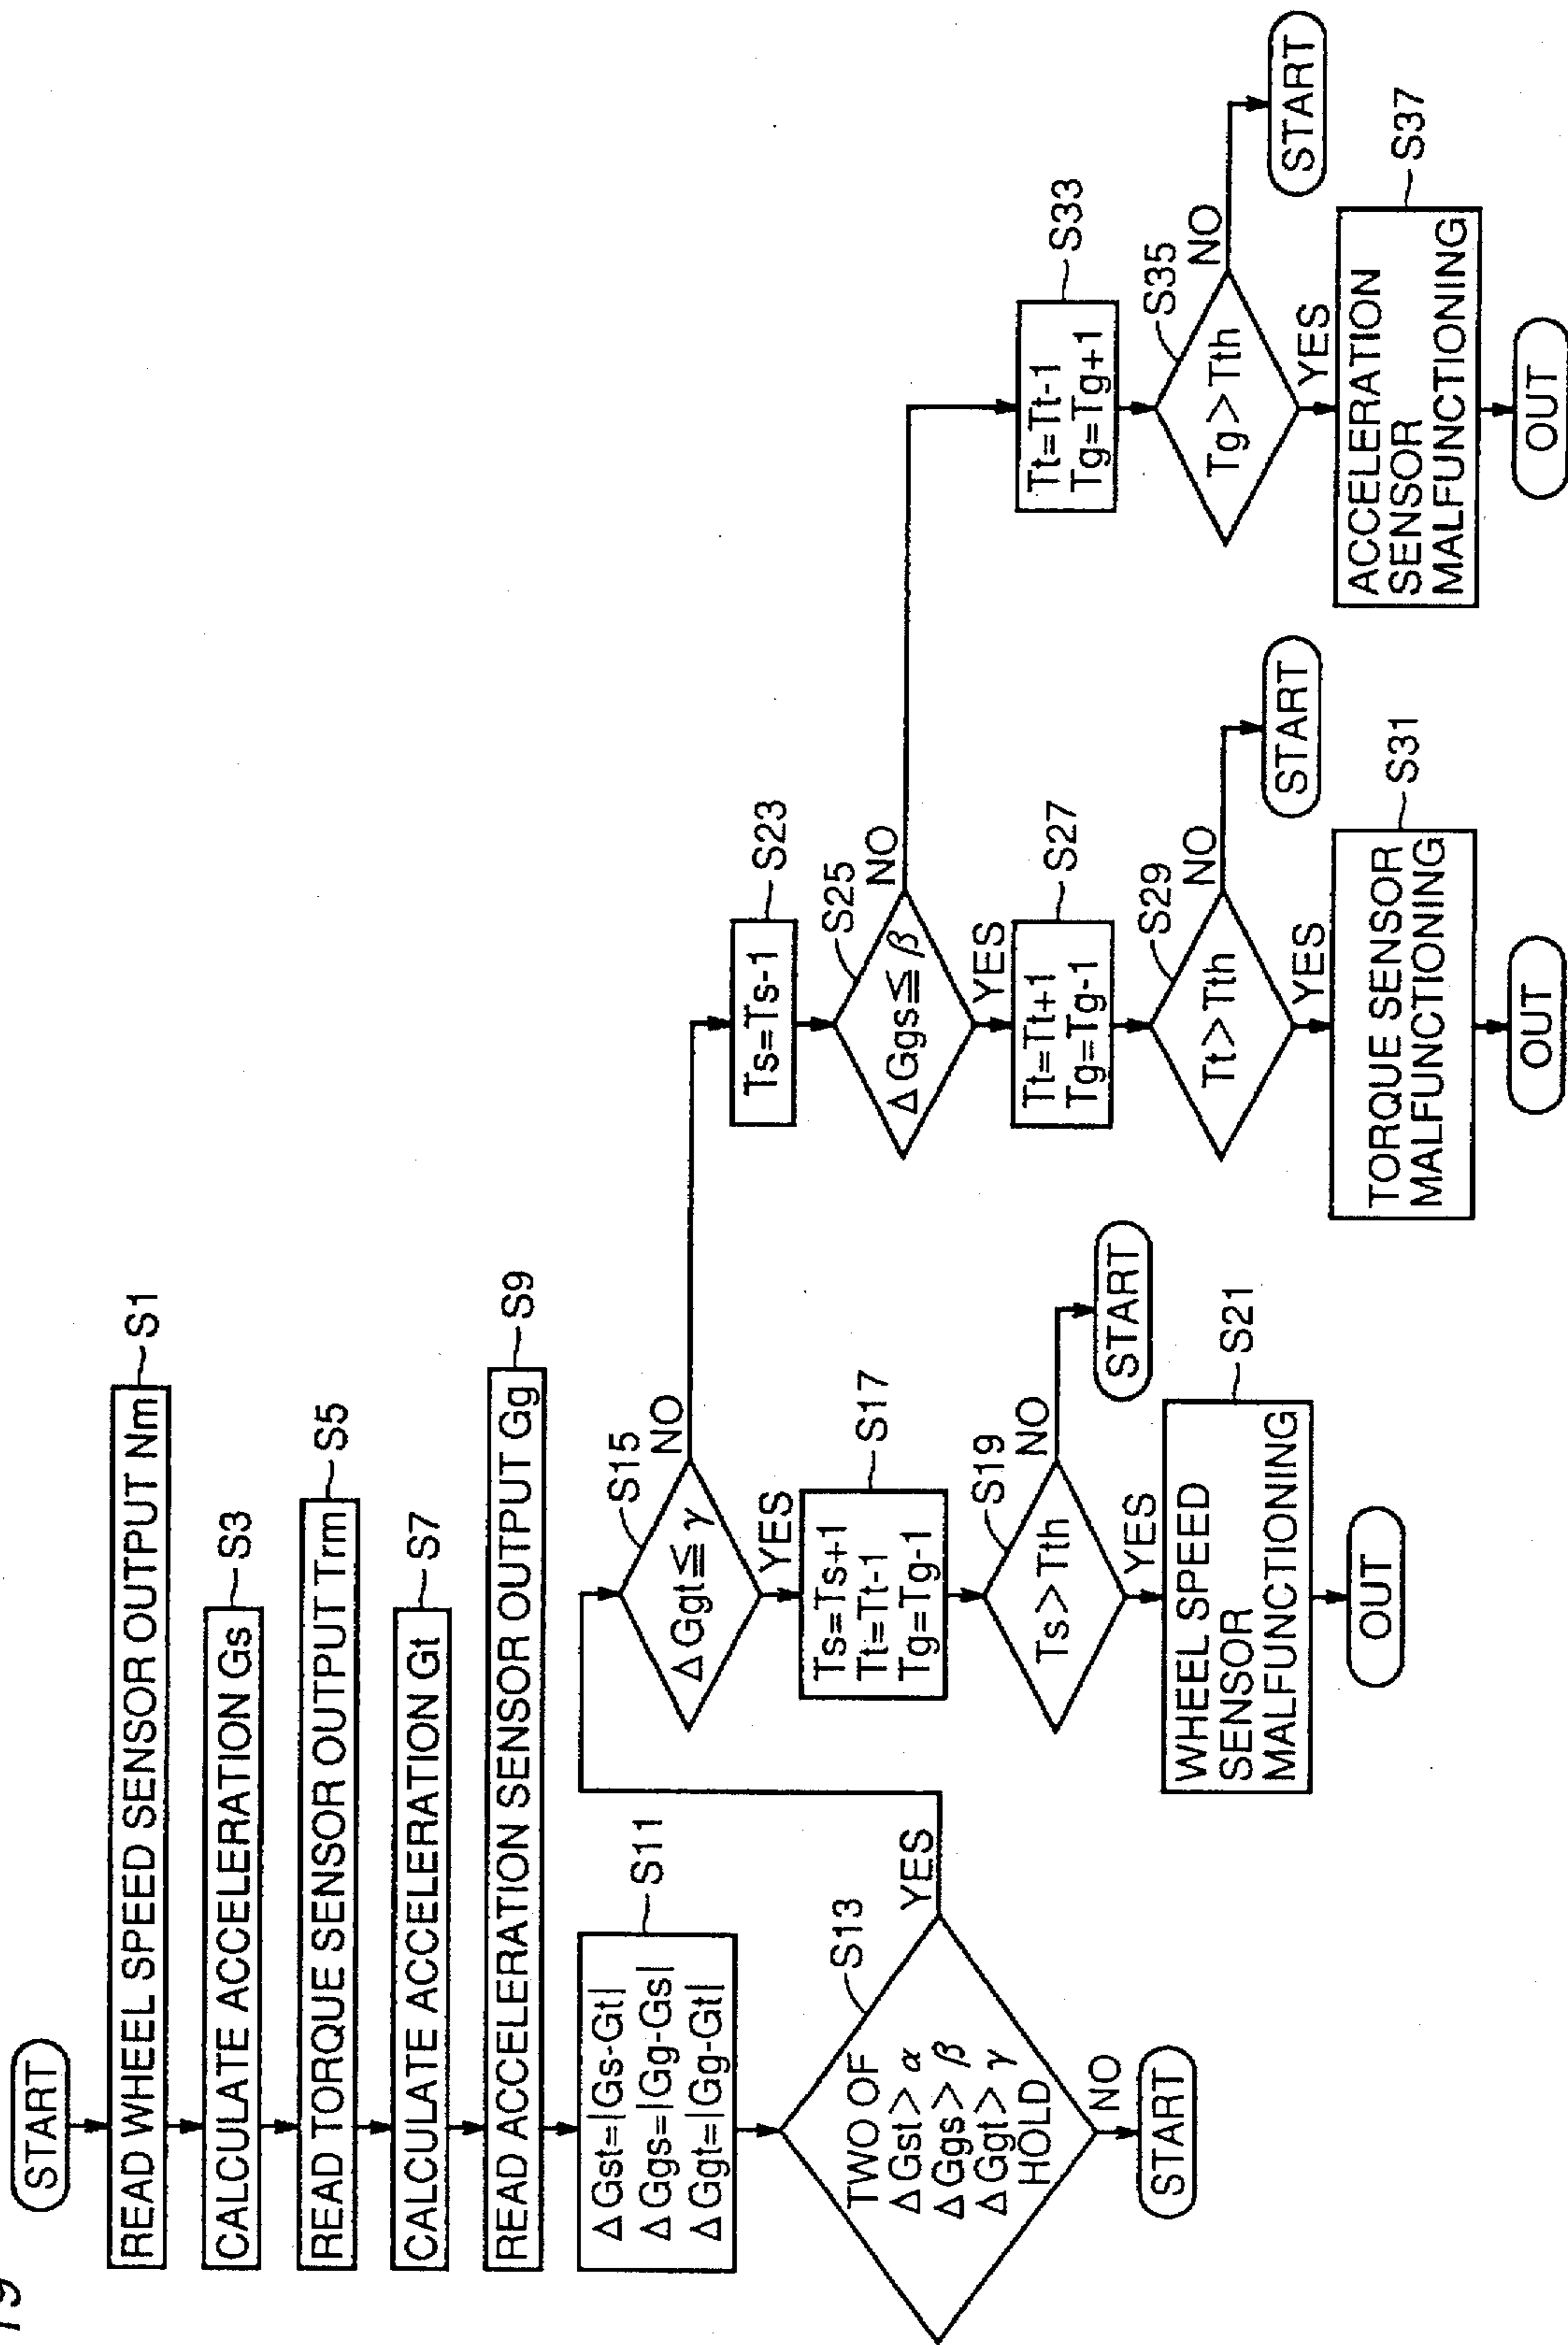 19
START
READ WHEEL SPEED SENSOR OUTPUT Nm
S1
CALCULATE ACCELERATION Gs
S3
READ TORQUE SENSOR OUTPUT Trm
S5
CALCULATE ACCELERATION Gt
S7
READ ACCELERATION SENSOR OUTPUT Gg
S9
ΔGst=|Gs-Gt|
ΔGgs=|Gg-Gs|
ΔGgt=|Gg-Gt|
S11
TWO OF
ΔGst>α
ΔGgs>β
ΔGgt>γ
HOLD
S13
YES
NO
START
ΔGgt≦γ
S15
NO
YES
Ts=Ts+1
Tt=Tt-1
Tg=Tg-1
S17
Ts>Tth
S19
NO
START
YES
WHEEL SPEED
SENSOR
MALFUNCTIONING
S21
OUT
Ts=Ts-1
S23
ΔGgs≦β
S25
NO
YES
Tt=Tt+1
Tg=Tg-1
S27
Tt>Tth
S29
NO
START
YES
TORQUE SENSOR
MALFUNCTIONING
S31
OUT
Tt=Tt-1
Tg=Tg+1
S33
Tg>Tth
S35
NO
START
YES
ACCELERATION
SENSOR
MALFUNCTIONING
S37
OUT